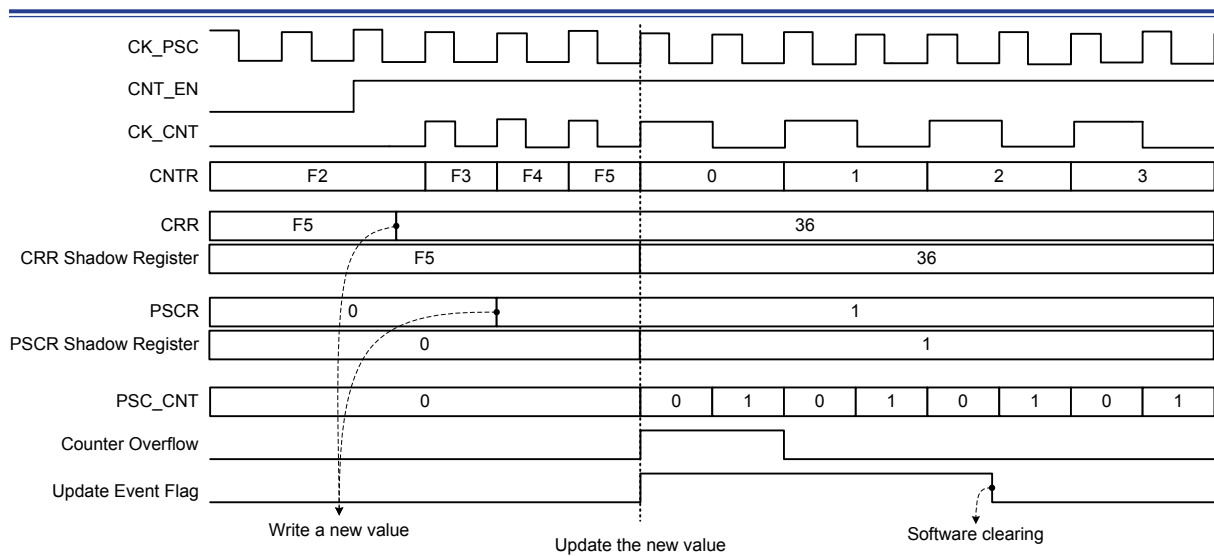 CK_PSC
CNT_EN
CK_CNT
CNTR F2 F3 F4 F5 0 1 2 3
CRR F5 36
CRR Shadow Register F5 36
PSCR 0 1
PSCR Shadow Register 0 1
PSC_CNT 0 0 1 0 1 0 1 0 1
Counter Overflow
Update Event Flag
Write a new value
Update the new value
Software clearing